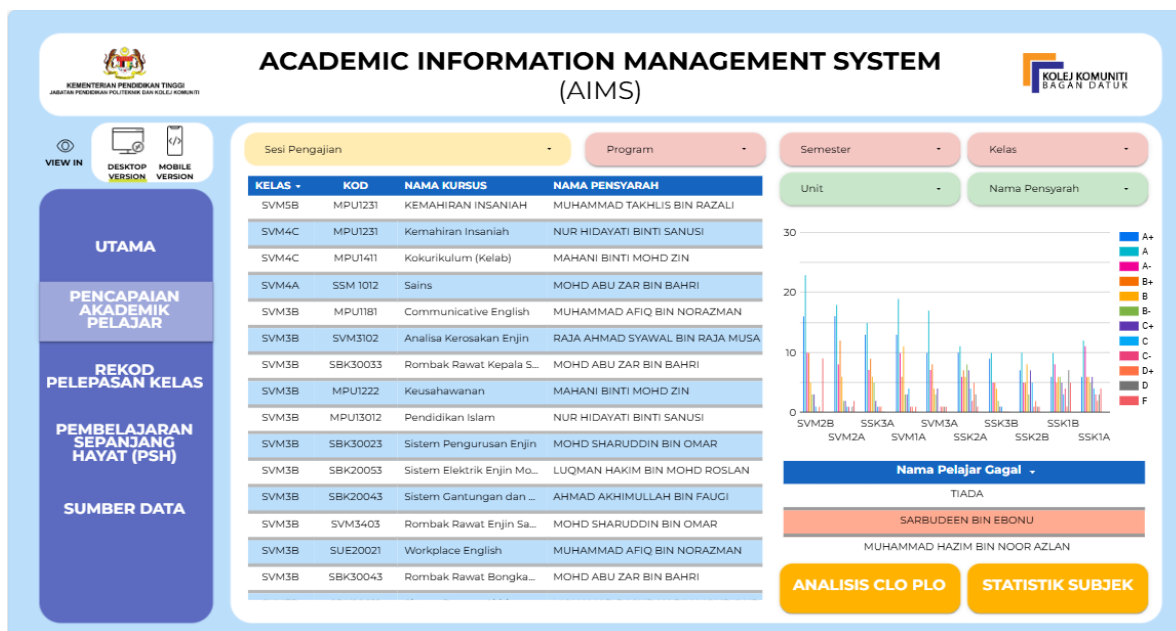 KEMENTERIAN PENDIDIKAN TINGGI
JABATAN PENDIDIKAN POLITEKNIK DAN KOLEJ KOMUNITI
ACADEMIC INFORMATION MANAGEMENT SYSTEM
(AIMS)
KOLEJ KOMUNITI
BAGAN DATUK
VIEW IN
DESKTOP VERSION
MOBILE VERSION
UTAMA
PENCAPAIAN
AKADEMIK
PELAJAR
REKOD
PELEPASAN KELAS
PEMBELAJARAN
SEPANJANG
HAYAT (PSH)
SUMBER DATA
Sesi Pengajian
Program
Semester
Kelas
Unit
Nama Pensyarah
KELAS KOD NAMA KURSUS NAMA PENSYARAH
SVM5B MPU1231 KEMAHIRAN INSANIAH MUHAMMAD TAKHLIS BIN RAZALI
SVM4C MPU1231 Kemahiran Insaniah NUR HIDAYATI BINTI SANUSI
SVM4C MPU1411 Kokurikulum (Kelab) MAHANI BINTI MOHD ZIN
SVM4A SSM 1012 Sains MOHD ABU ZAR BIN BAHRI
SVM3B MPU1181 Communicative English MUHAMMAD AFIQ BIN NORAZMAN
SVM3B SVM3102 Analisa Kerosakan Enjin RAJA AHMAD SYAWAL BIN RAJA MUSA
SVM3B SBK30033 Rombak Rawat Kepala S... MOHD ABU ZAR BIN BAHRI
SVM3B MPU1222 Keusahawanan MAHANI BINTI MOHD ZIN
SVM3B MPU13012 Pendidikan Islam NUR HIDAYATI BINTI SANUSI
SVM3B SBK30023 Sistem Pengurusan Enjin MOHD SHARUDDIN BIN OMAR
SVM3B SBK20053 Sistem Elektrik Enjin Mo... LUQMAN HAKIM BIN MOHD ROSLAN
SVM3B SBK20043 Sistem Gantungan dan ... AHMAD AKHIMULLAH BIN FAUGI
SVM3B SVM3403 Rombak Rawat Enjin Sa... MOHD SHARUDDIN BIN OMAR
SVM3B SUE20021 Workplace English MUHAMMAD AFIQ BIN NORAZMAN
SVM3B SBK30043 Rombak Rawat Bongka... MOHD ABU ZAR BIN BAHRI
30
20
10
0
SVM2B SSK3A SVM3A SSK3B SSK1B
SVM2A SVM1A SSK2A SSK2B SSK1A
A+
A
A-
B+
B
B-
C+
C
C-
D+
D
F
Nama Pelajar Gagal
TIADA
SARBUDEEN BIN EBONU
MUHAMMAD HAZIM BIN NOOR AZLAN
ANALISIS CLO PLO
STATISTIK SUBJEK